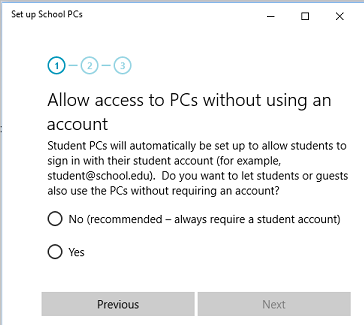 Set up School PCs
1 2 3
Allow access to PCs without using an
account
Student PCs will automatically be set up to allow students to
sign in with their student account (for example,
student@school.edu). Do you want to let students or guests
also use the PCs without requiring an account?
No (recommended – always require a student account)
Yes
Previous Next